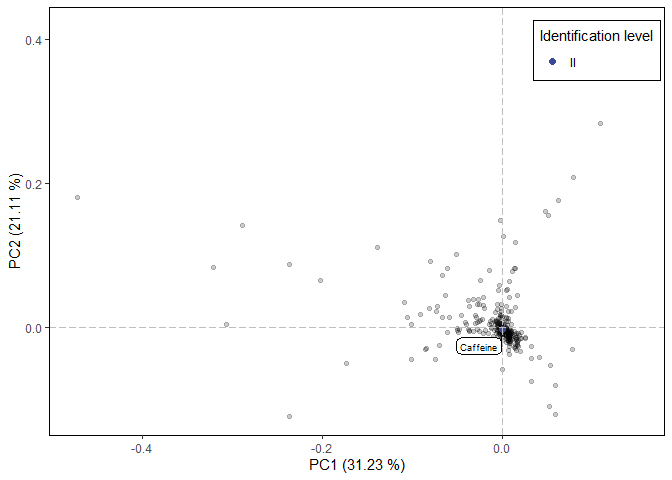 Identification level
II
0.4
0.2
0.0
PC2 (21.11 %)
Caffeine
-0.4
-0.2
0.0
PC1 (31.23 %)